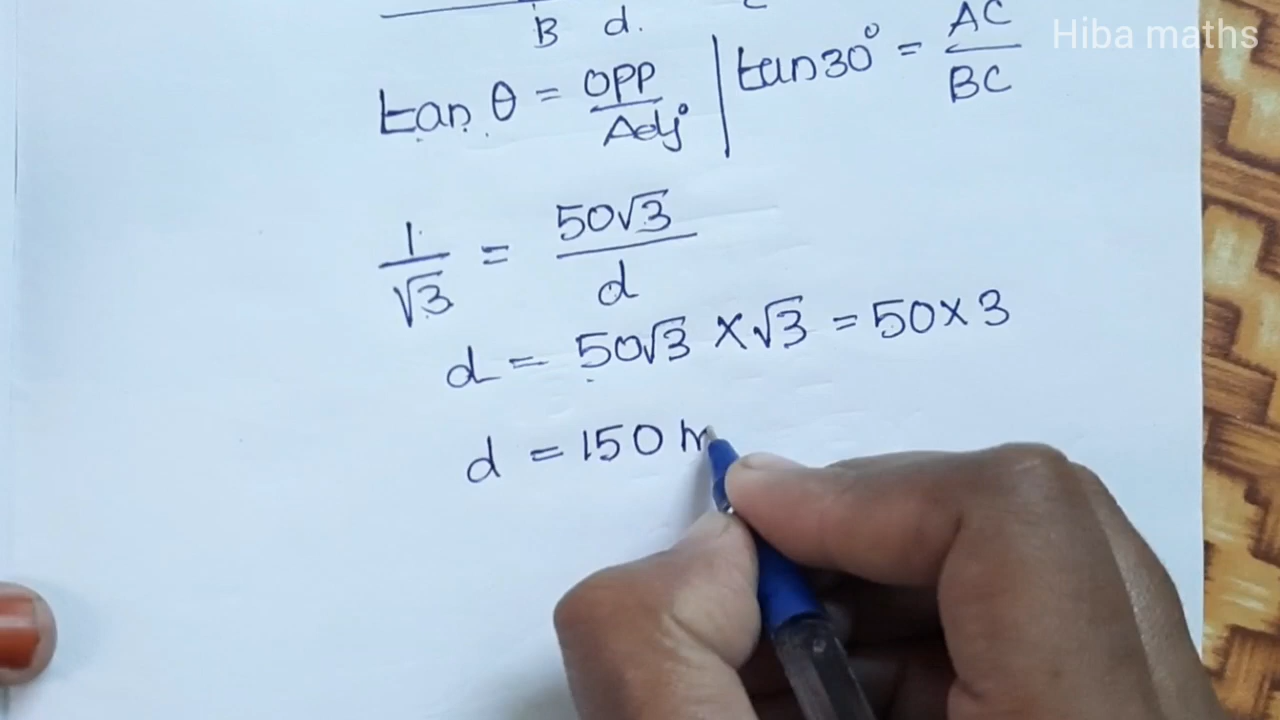 Hiba maths
B d.
tan θ = OPP/Adj | tan 30° = AC/BC
1/√3 = 50√3/d
d = 50√3 × √3 = 50 × 3
d = 150 m